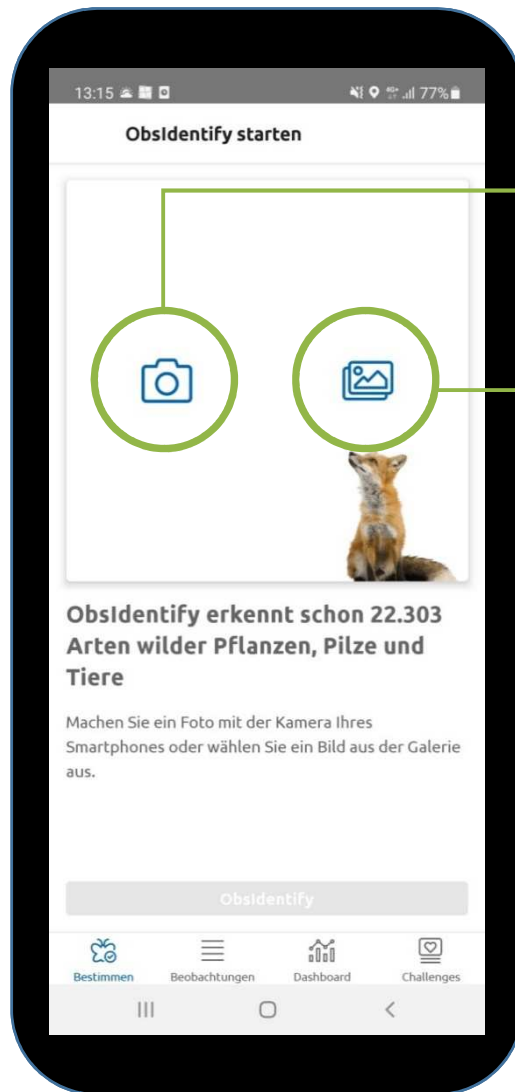 13:15 77%
ObsIdentify starten
ObsIdentify erkennt schon 22.303
Arten wilder Pflanzen, Pilze und
Tiere
Machen Sie ein Foto mit der Kamera Ihres
Smartphones oder wählen Sie ein Bild aus der Galerie
aus.
ObsIdentify
Bestimmen Beobachtungen Dashboard Challenges